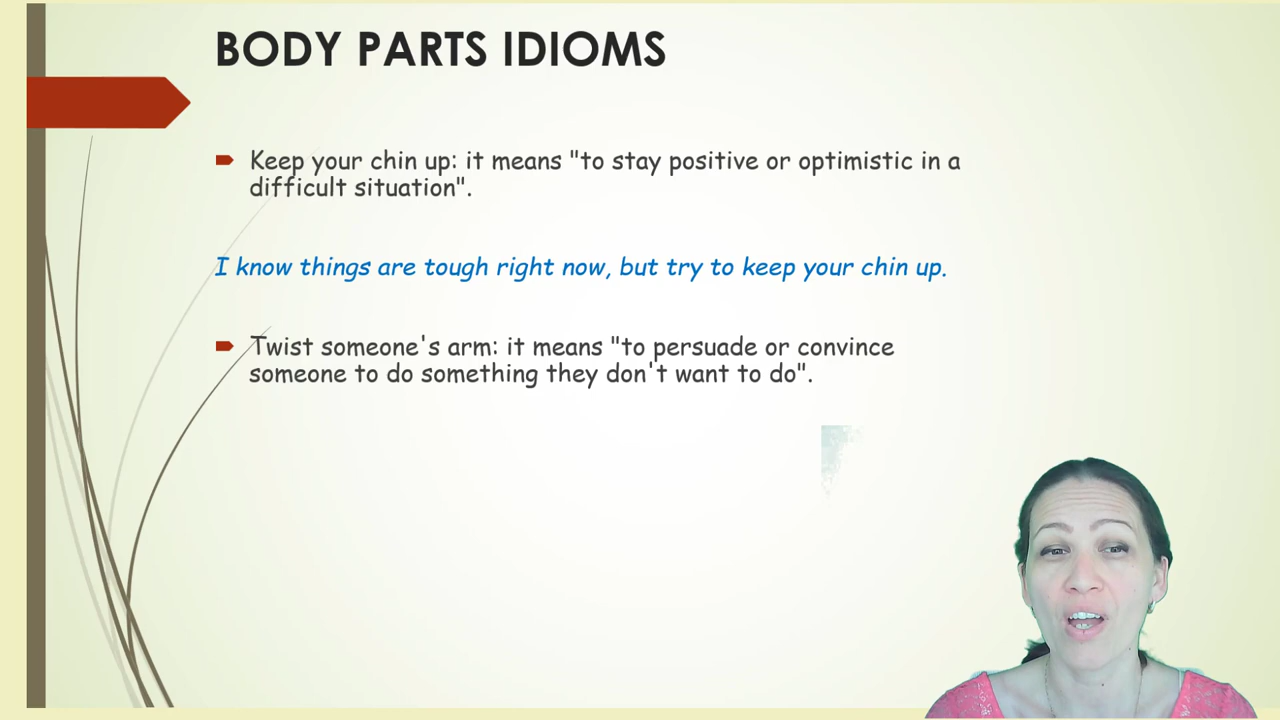 BODY PARTS IDIOMS
Keep your chin up: it means "to stay positive or optimistic in a
difficult situation".
I know things are tough right now, but try to keep your chin up.
Twist someone's arm: it means "to persuade or convince
someone to do something they don't want to do".